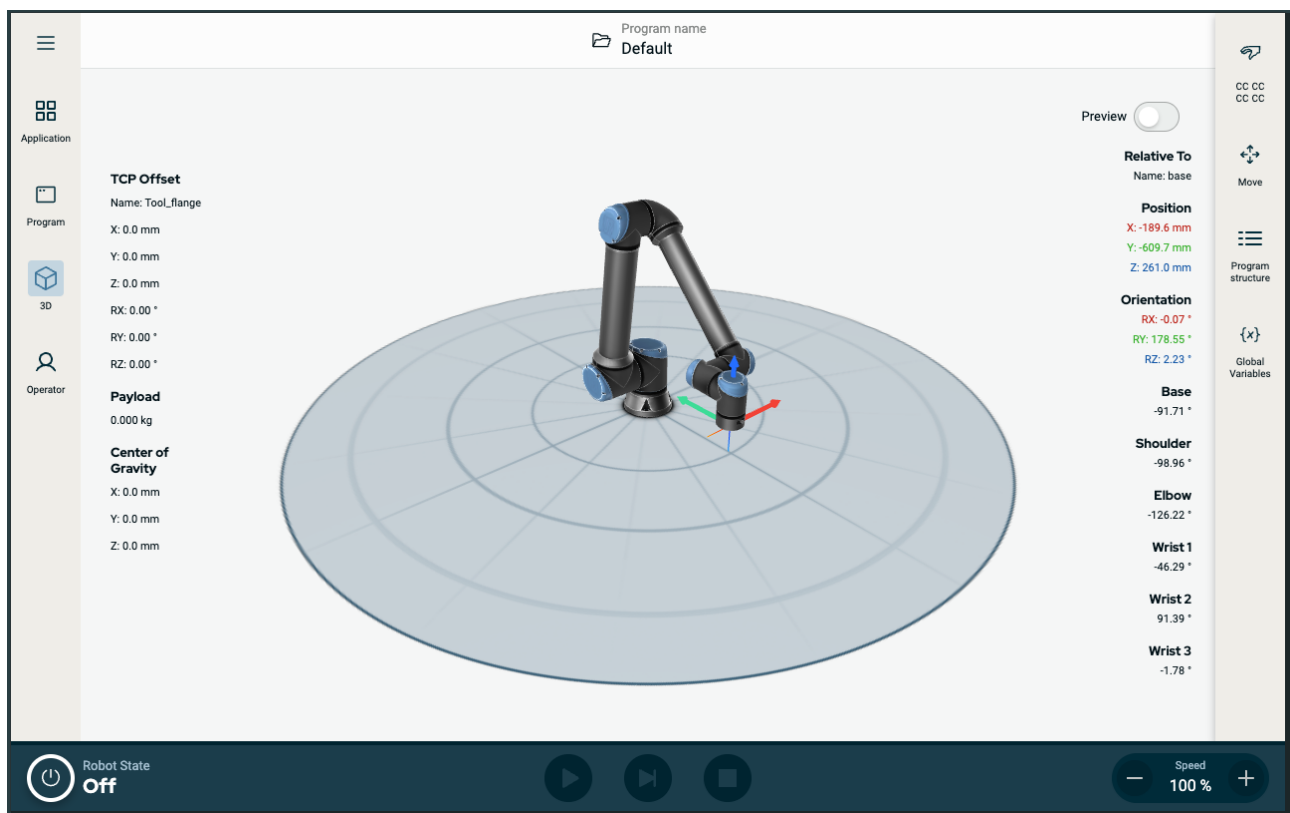 Program name
Default
Application
Program
3D
Operator
TCP Offset
Name: Tool_flange
X: 0.0 mm
Y: 0.0 mm
Z: 0.0 mm
RX: 0.00 °
RY: 0.00 °
RZ: 0.00 °
Payload
0.000 kg
Center of
Gravity
X: 0.0 mm
Y: 0.0 mm
Z: 0.0 mm
Preview
Relative To
Name: base
Position
X: -189.6 mm
Y: -609.7 mm
Z: 261.0 mm
Orientation
RX: -0.07 °
RY: 178.55 °
RZ: 2.23 °
Base
-91.71 °
Shoulder
-98.96 °
Elbow
-126.22 °
Wrist 1
-46.29 °
Wrist 2
91.39 °
Wrist 3
-1.78 °
CC CC
CC CC
Move
Program
structure
{x}
Global
Variables
Robot State
Off
Speed
100 %